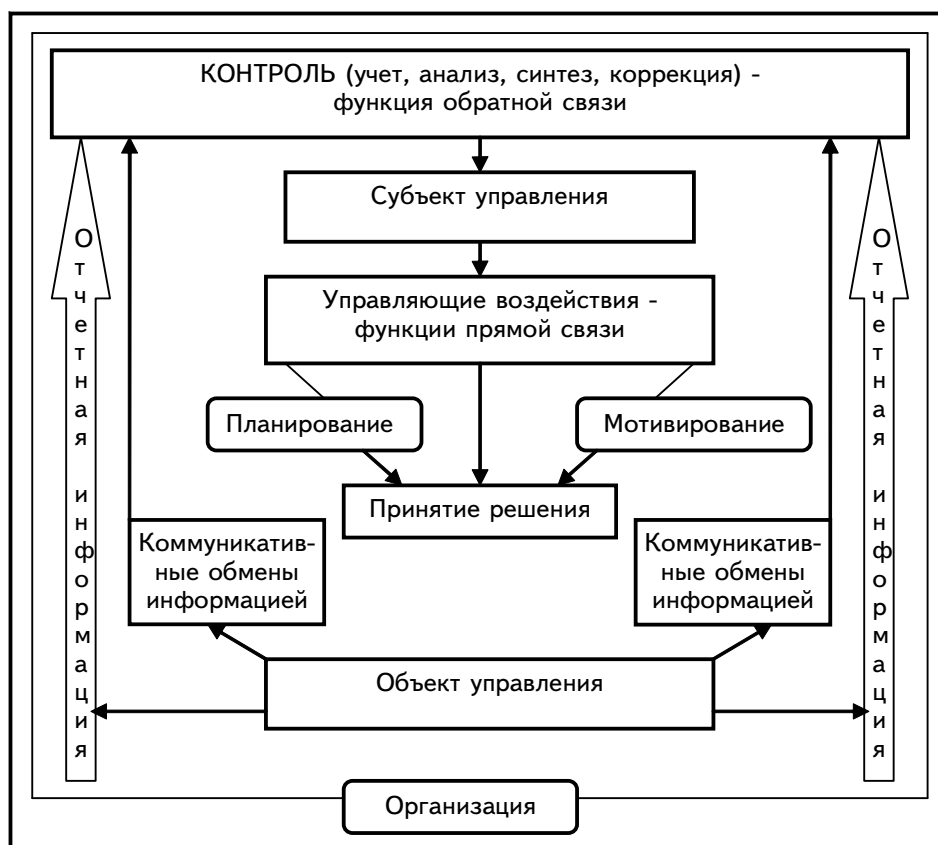 КОНТРОЛЬ (учет, анализ, синтез, коррекция) -
функция обратной связи
Субъект управления
Управляющие воздействия -
функции прямой связи
Планирование
Мотивирование
Принятие решения
Коммуникатив-
ные обмены
информацией
Коммуникатив-
ные обмены
информацией
Объект управления
Отчетная информация
Отчетная информация
Организация